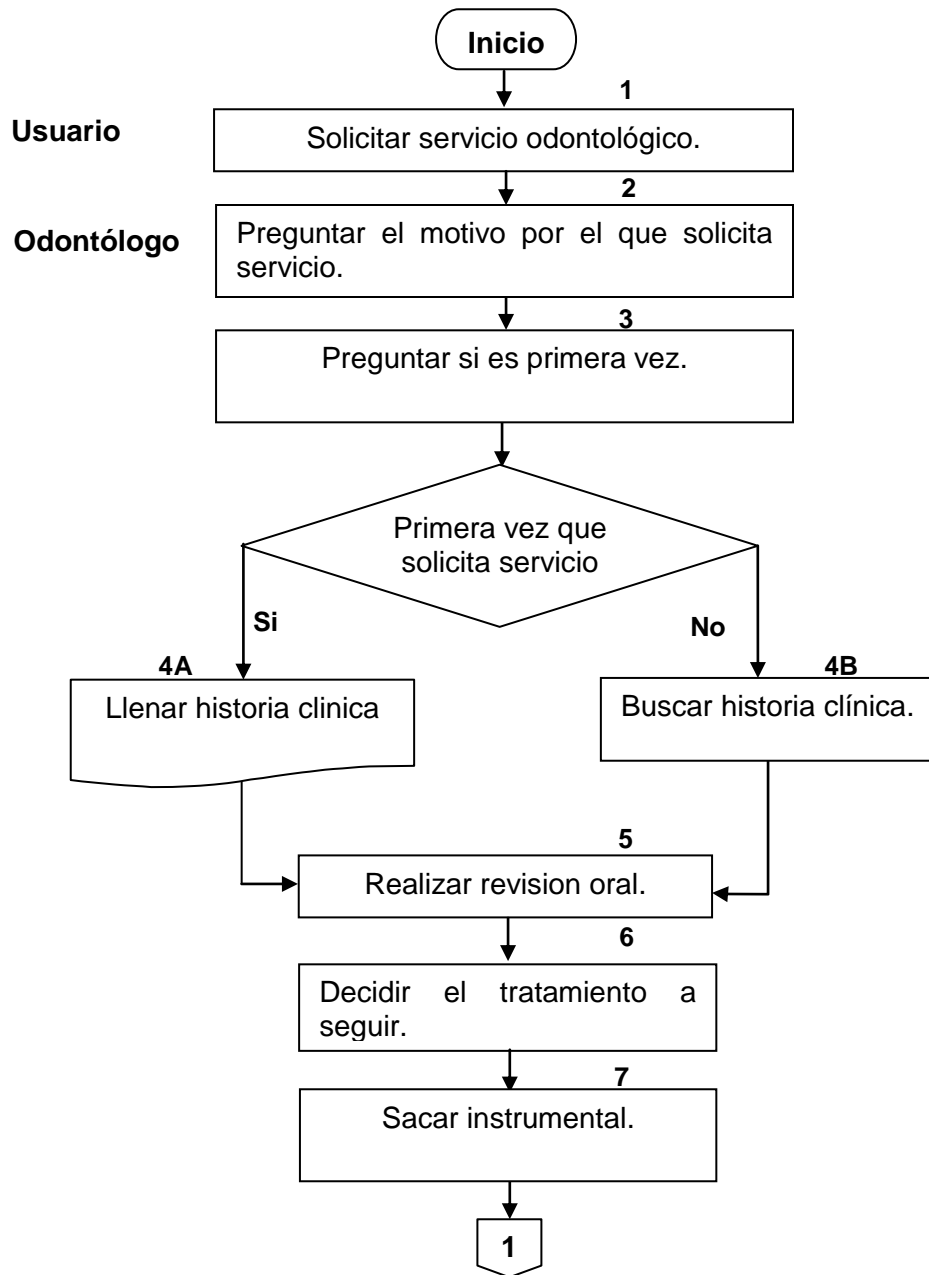 Inicio
1
Usuario
Solicitar servicio odontológico.
2
Odontólogo
Preguntar el motivo por el que solicita
servicio.
3
Preguntar si es primera vez.
Primera vez que
solicita servicio
Si
No
4A
4B
Llenar historia clinica
Buscar historia clínica.
5
Realizar revision oral.
6
Decidir el tratamiento a
seguir.
7
Sacar instrumental.
1